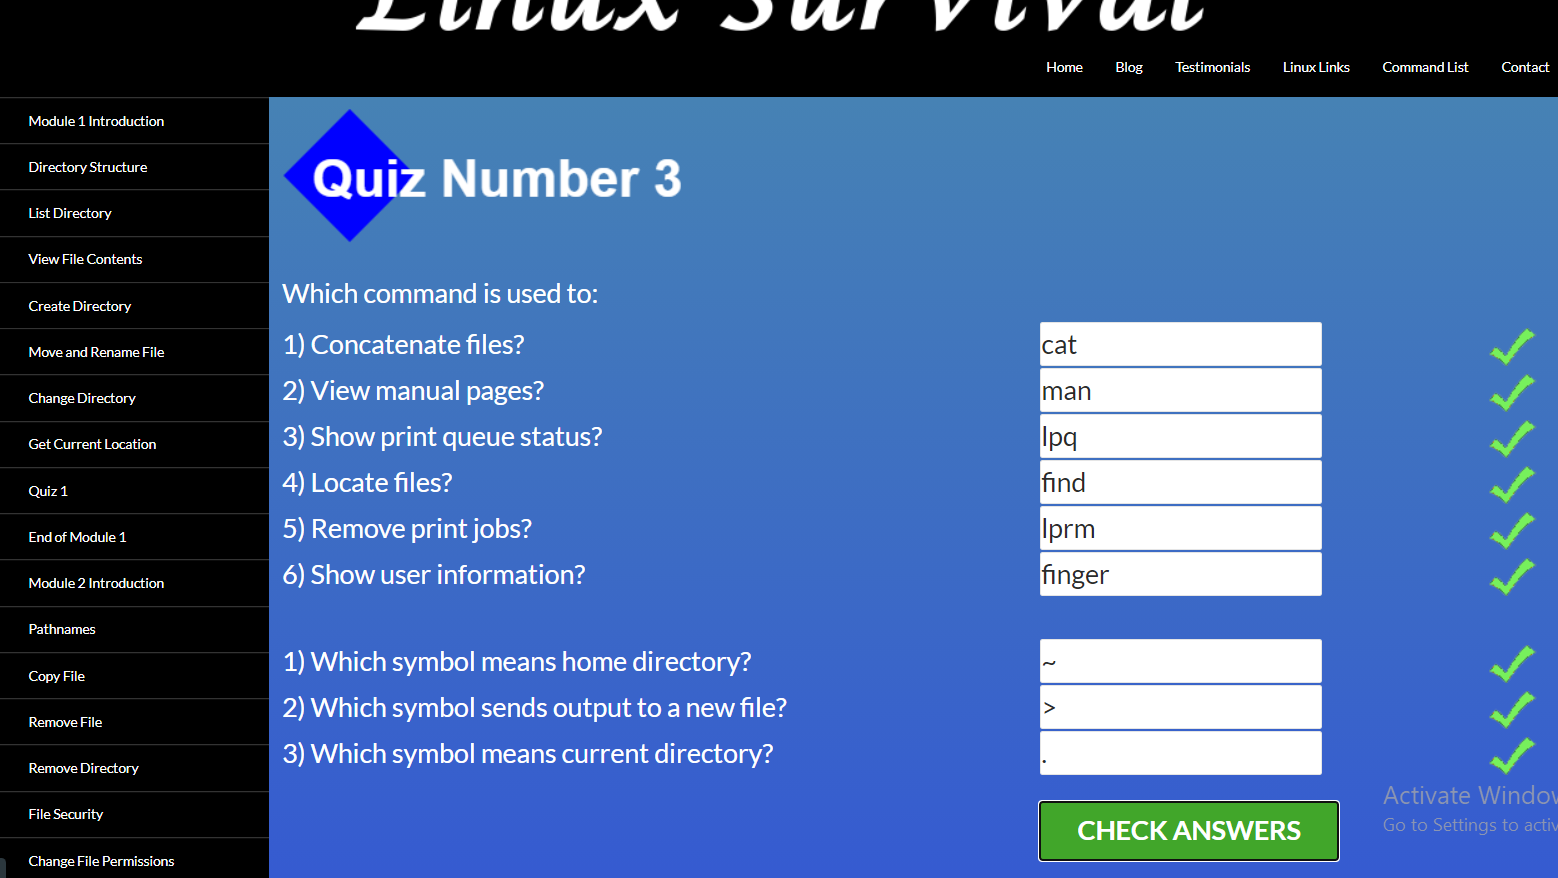 Linux Survival
Home Blog Testimonials Linux Links Command List Contact
Module 1 Introduction
Directory Structure
List Directory
View File Contents
Create Directory
Move and Rename File
Change Directory
Get Current Location
Quiz 1
End of Module 1
Module 2 Introduction
Pathnames
Copy File
Remove File
Remove Directory
File Security
Change File Permissions
Quiz Number 3
Which command is used to:
1) Concatenate files? cat
2) View manual pages? man
3) Show print queue status? lpq
4) Locate files? find
5) Remove print jobs? lprm
6) Show user information? finger
1) Which symbol means home directory? ~
2) Which symbol sends output to a new file? >
3) Which symbol means current directory? .
CHECK ANSWERS
Activate Window
Go to Settings to activ